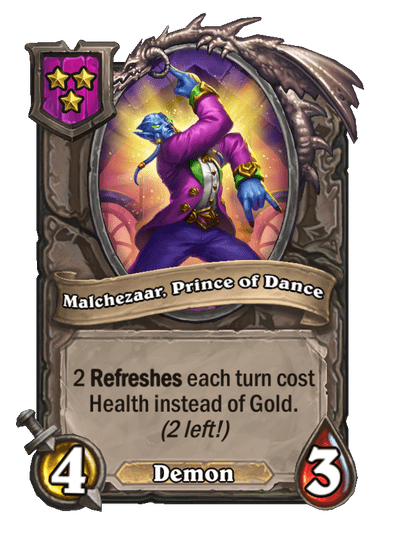 Malchezaar, Prince of Dance
2 Refreshes each turn cost
Health instead of Gold.
(2 left!)
4
Demon
3